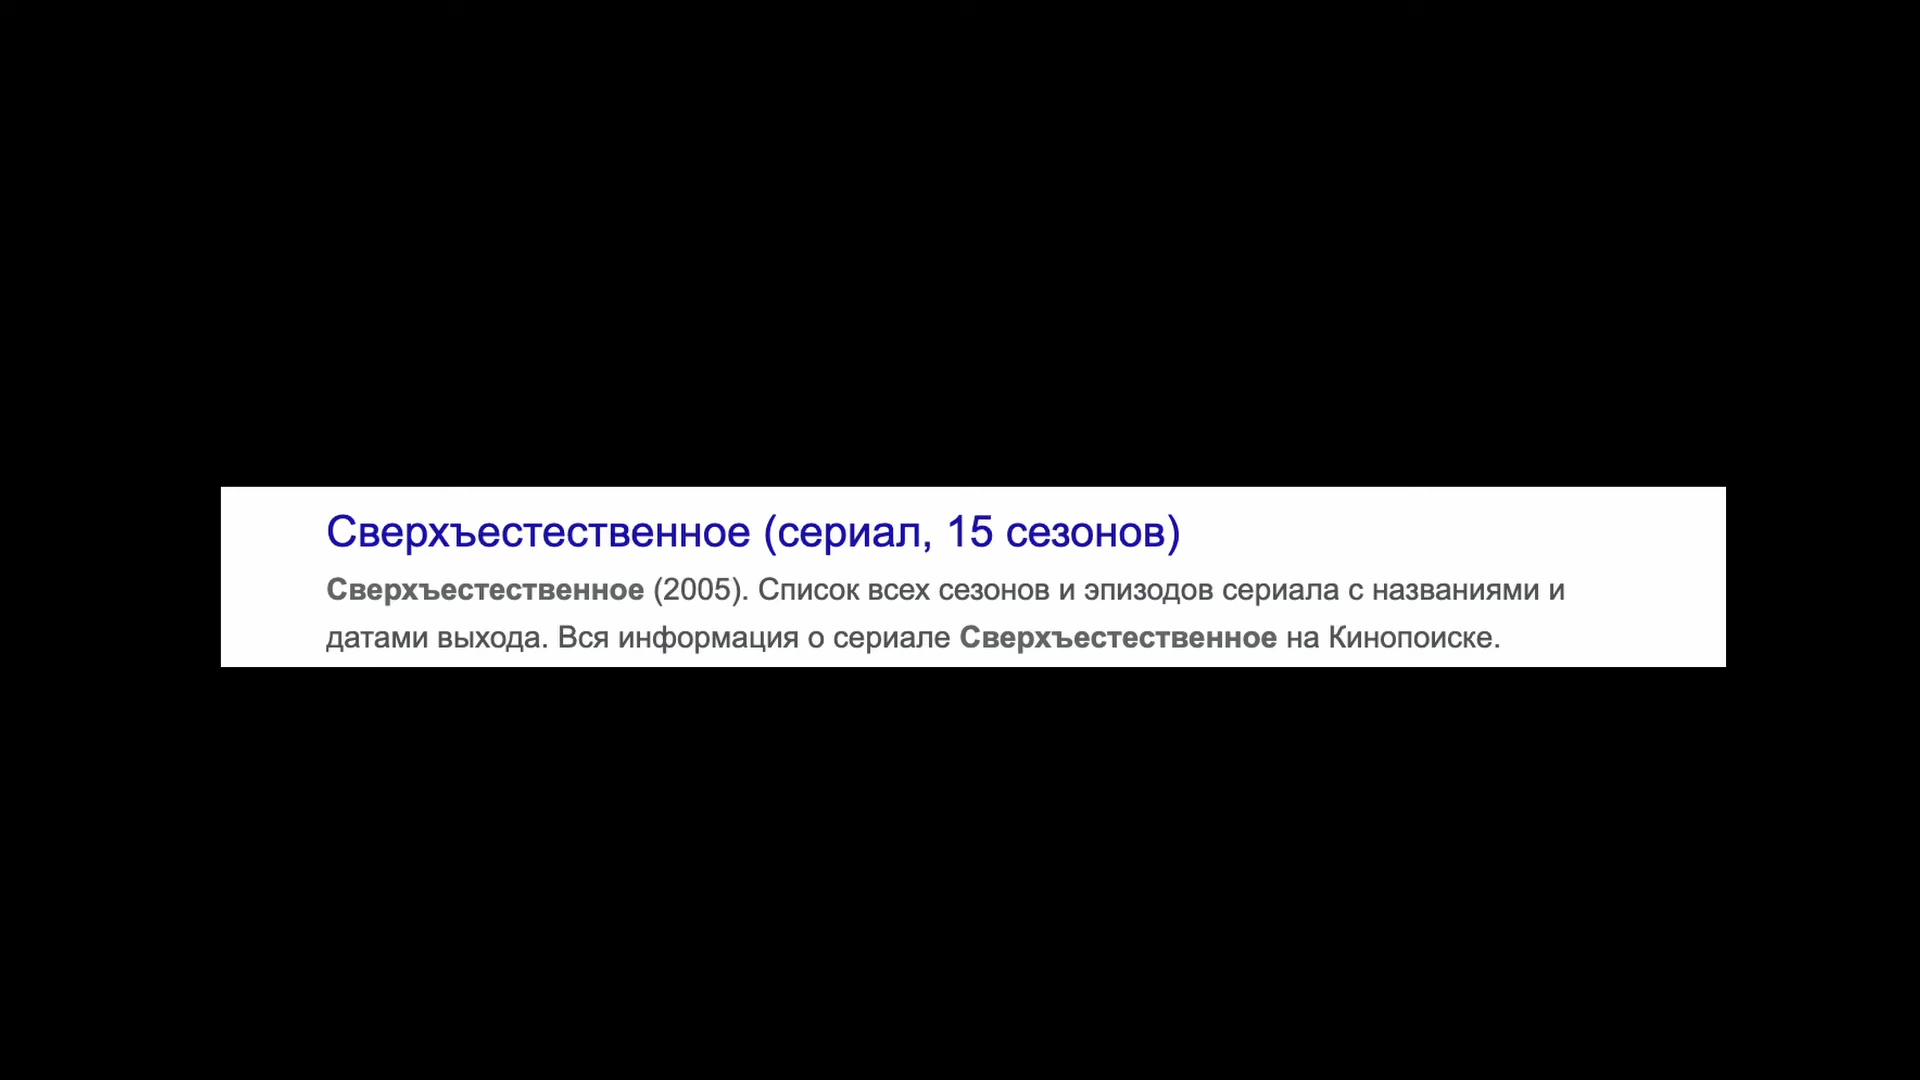 Сверхъестественное (сериал, 15 сезонов)
Сверхъестественное (2005). Список всех сезонов и эпизодов сериала с названиями и
датами выхода. Вся информация о сериале Сверхъестественное на Кинопоиске.